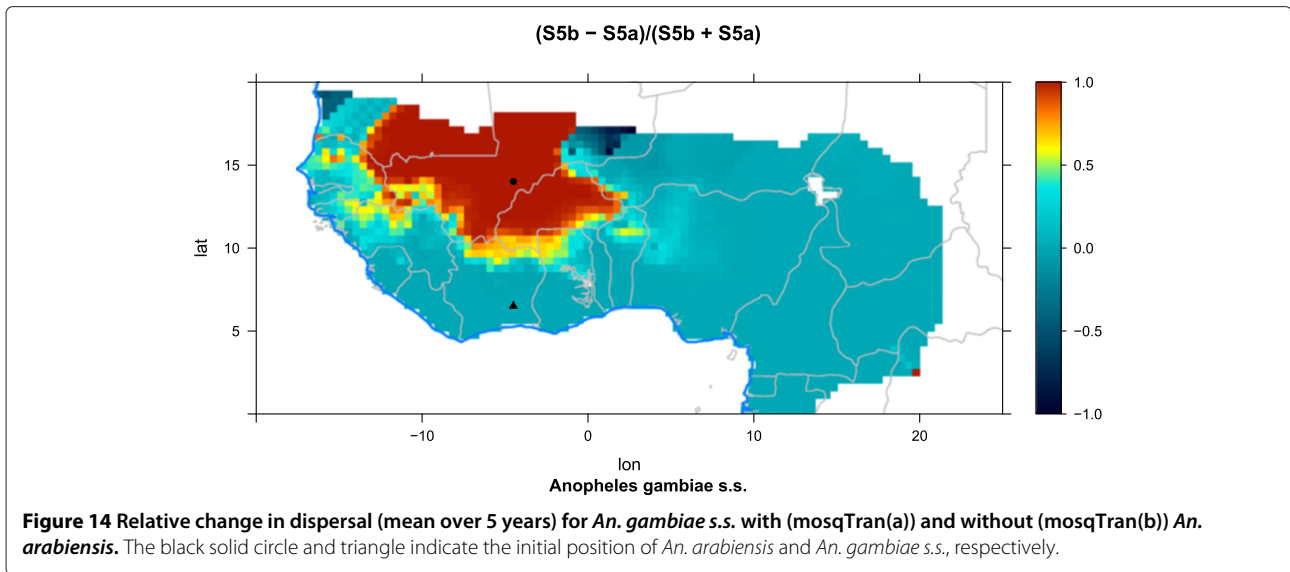 (S5b − S5a)/(S5b + S5a)
1.0
15
0.5
lat
10
0.0
5
−0.5
−1.0
−10
0
10
20
lon
Anopheles gambiae s.s.
Figure 14 Relative change in dispersal (mean over 5 years) for An. gambiae s.s. with (mosqTran(a)) and without (mosqTran(b)) An.
arabiensis. The black solid circle and triangle indicate the initial position of An. arabiensis and An. gambiae s.s., respectively.